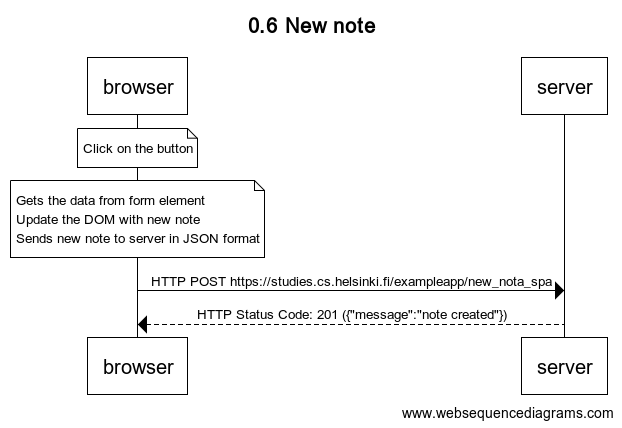 0.6 New note
browser
server
Click on the button
Gets the data from form element
Update the DOM with new note
Sends new note to server in JSON format
HTTP POST https://studies.cs.helsinki.fi/exampleapp/new_nota_spa
HTTP Status Code: 201 ({"message":"note created"})
browser
server
www.websequencediagrams.com